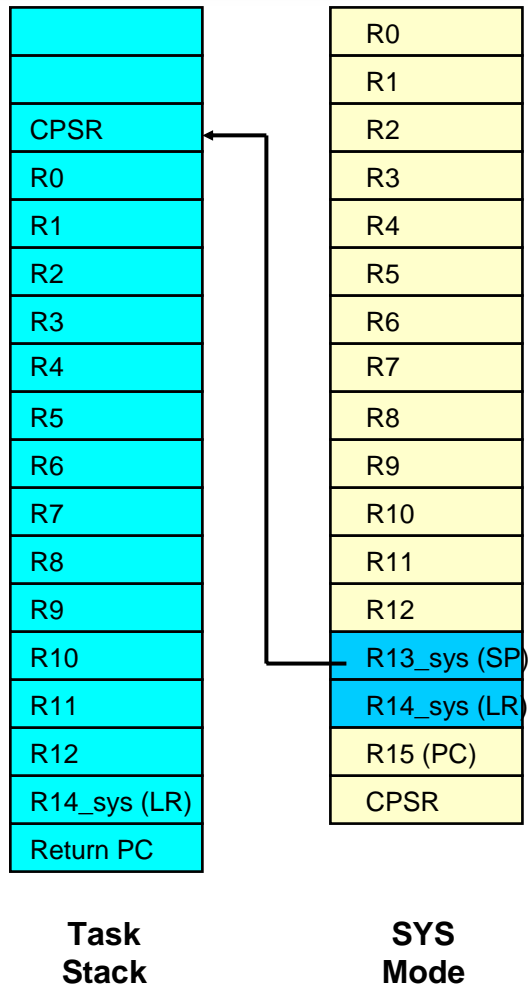 CPSR
R0
R1
R2
R3
R4
R5
R6
R7
R8
R9
R10
R11
R12
R14_sys (LR)
Return PC
Task
Stack
R0
R1
R2
R3
R4
R5
R6
R7
R8
R9
R10
R11
R12
R13_sys (SP)
R14_sys (LR)
R15 (PC)
CPSR
SYS
Mode